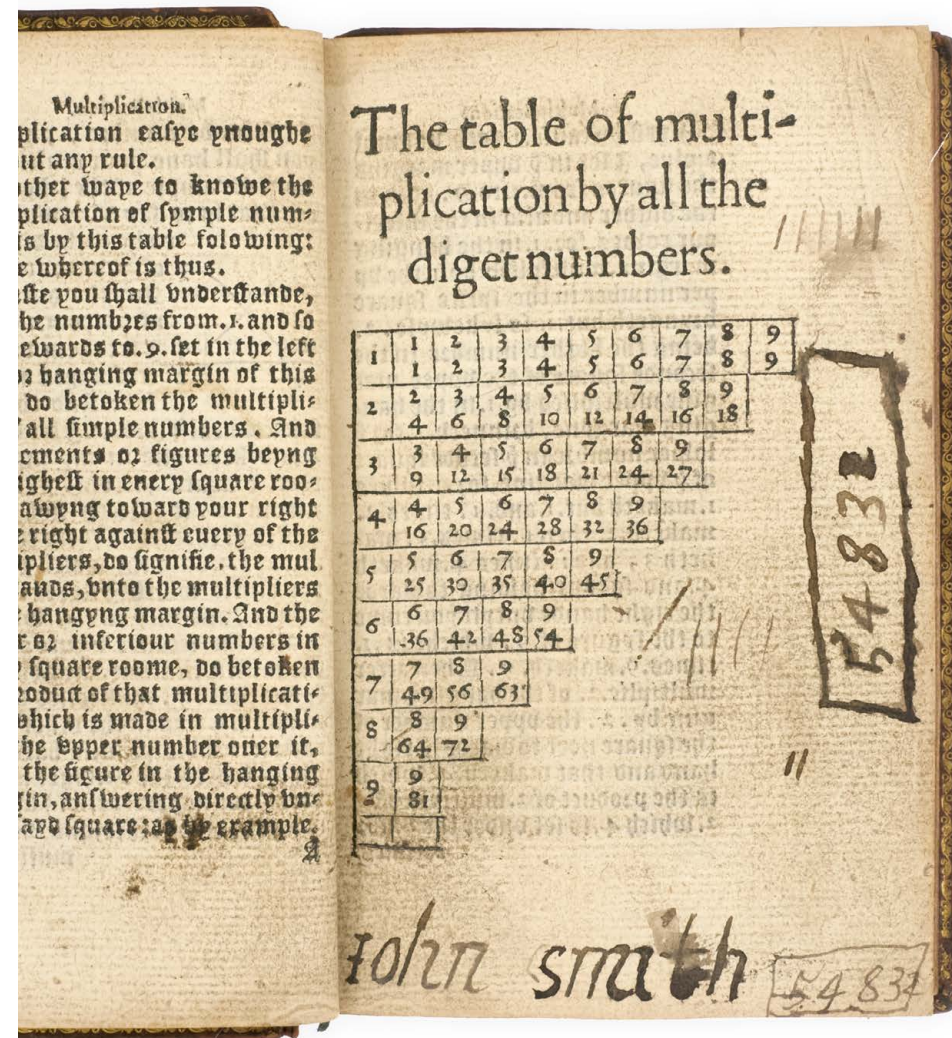 Multiplication.
plication easye ynoughe
ut any rule.
ther waye to knowe the
plication of symple num=
is by this table folowing:
e whereof is thus.
ste you shall vnderstande,
he numbres from.1.and so
ewards to.9.set in the left
or hanging margin of this
do betoken the multipli=
all simple numbers. And
cments or figures beyng
ighest in euery square roo=
awyng toward your right
right against euery of the
pliers,do signifie.the mul
ands,vnto the multipliers
hangyng margin. And the
r or inferiour numbers in
square roome, do betoken
roduct of that multiplicati=
which is made in multipli=
he vpper number ouer it,
the figure in the hanging
gin,answering directly vn=
sayd square:as by example.
A
The table of multi-
plication by all the
diget numbers.
1 2 3 4 5 6 7 8 9
1
1 2 3 4 5 6 7 8 9
2 3 4 5 6 7 8 9
2
4 6 8 10 12 14 16 18
3 4 5 6 7 8 9
3
9 12 15 18 21 24 27
4 5 6 7 8 9
4
16 20 24 28 32 36
5 6 7 8 9
5
25 30 35 40 45
6 7 8 9
6
36 42 48 54
7 8 9
7
49 56 63
8 9
8
64 72
9
9
81
54832
Iohn smith
54832